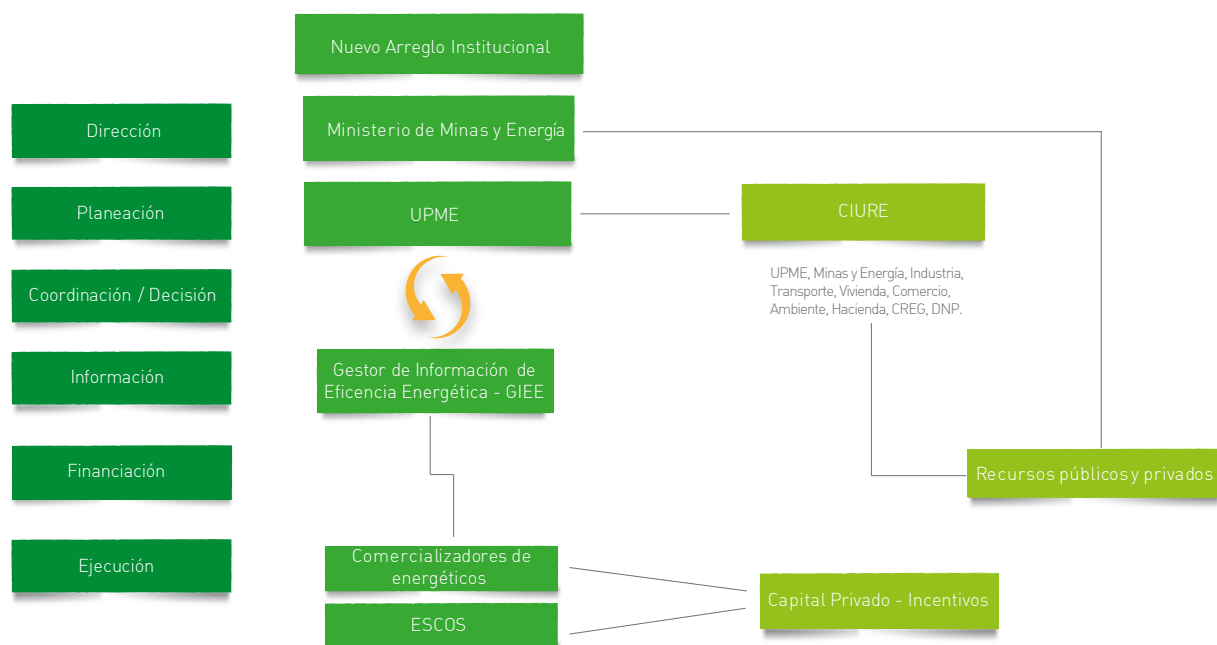 Nuevo Arreglo Institucional
Dirección
Ministerio de Minas y Energía
Planeación
UPME
CIURE
Coordinación / Decisión
UPME, Minas y Energía, Industria,
Transporte, Vivienda, Comercio,
Ambiente, Hacienda, CREG, DNP.
Información
Gestor de Información de
Eficencia Energética - GIEE
Financiación
Recursos públicos y privados
Ejecución
Comercializadores de
energéticos
Capital Privado - Incentivos
ESCOS